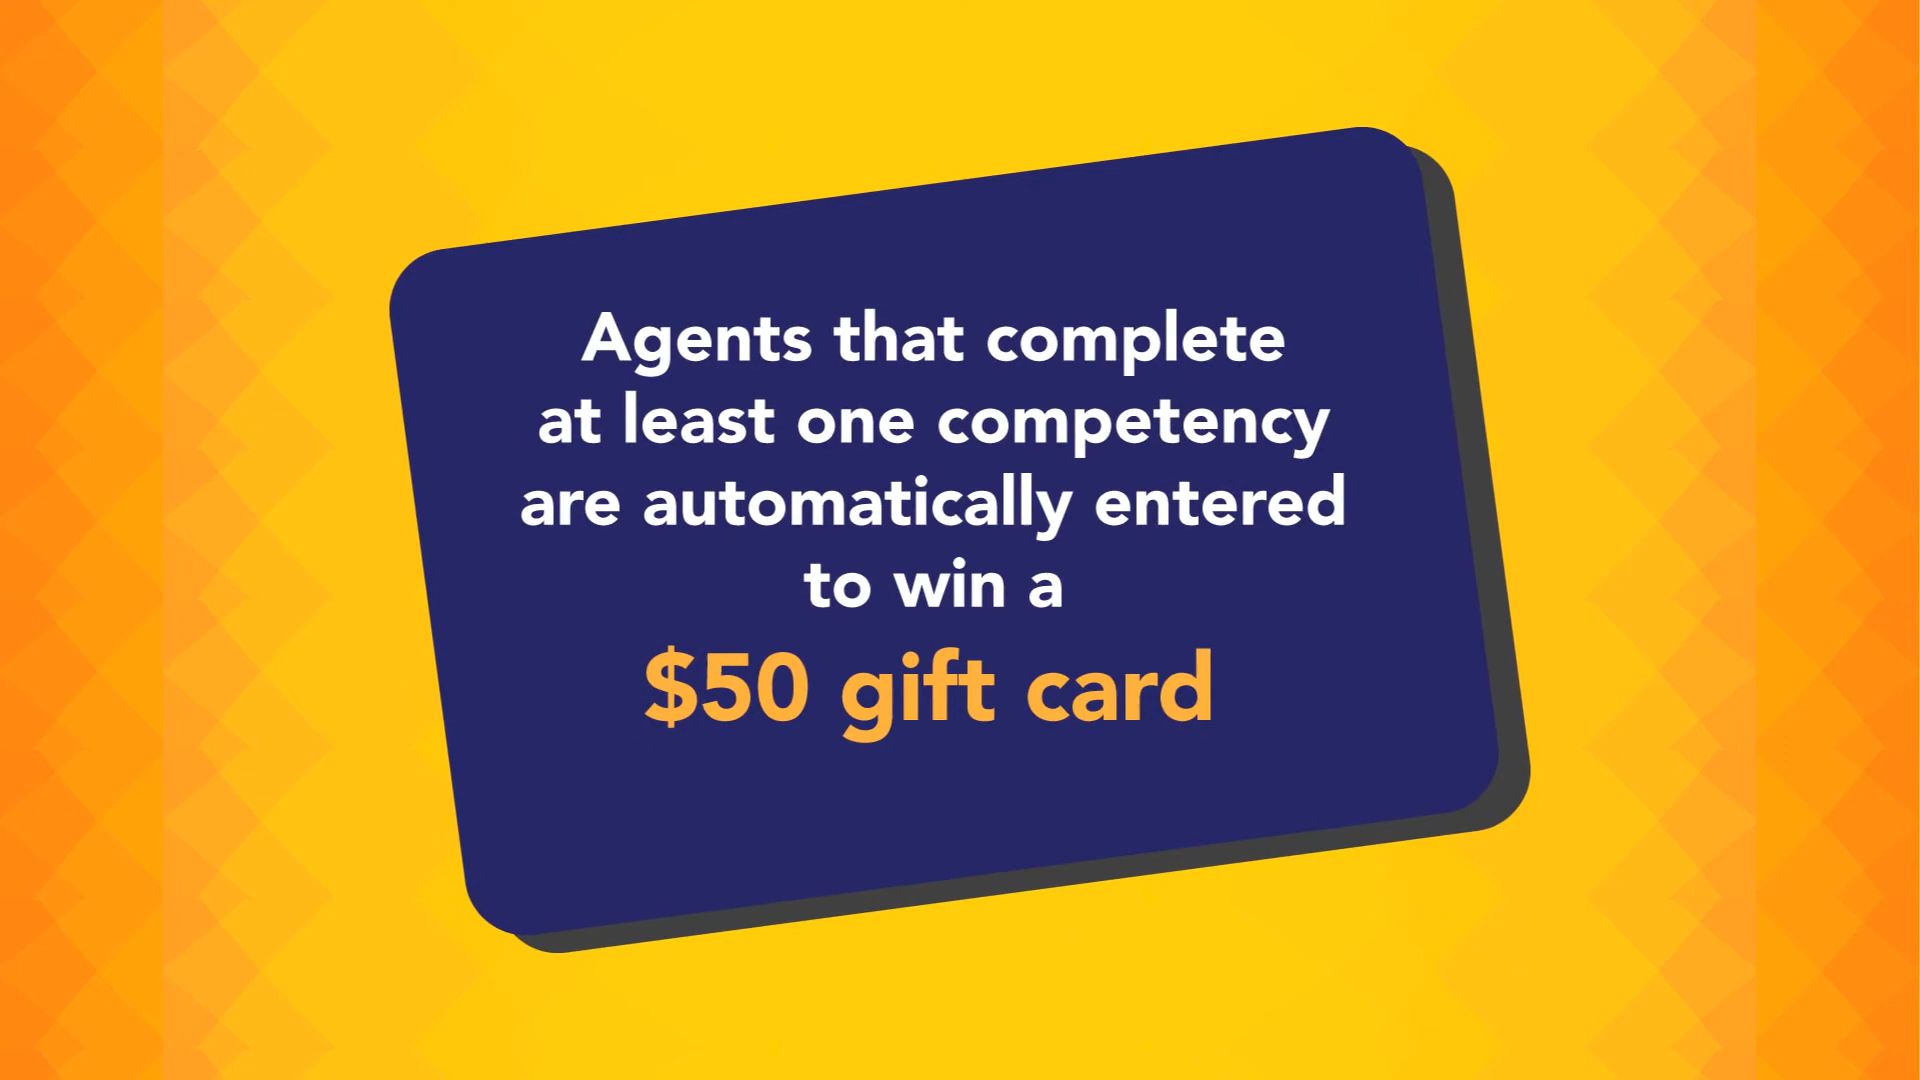 Agents that complete
at least one competency
are automatically entered
to win a
$50 gift card